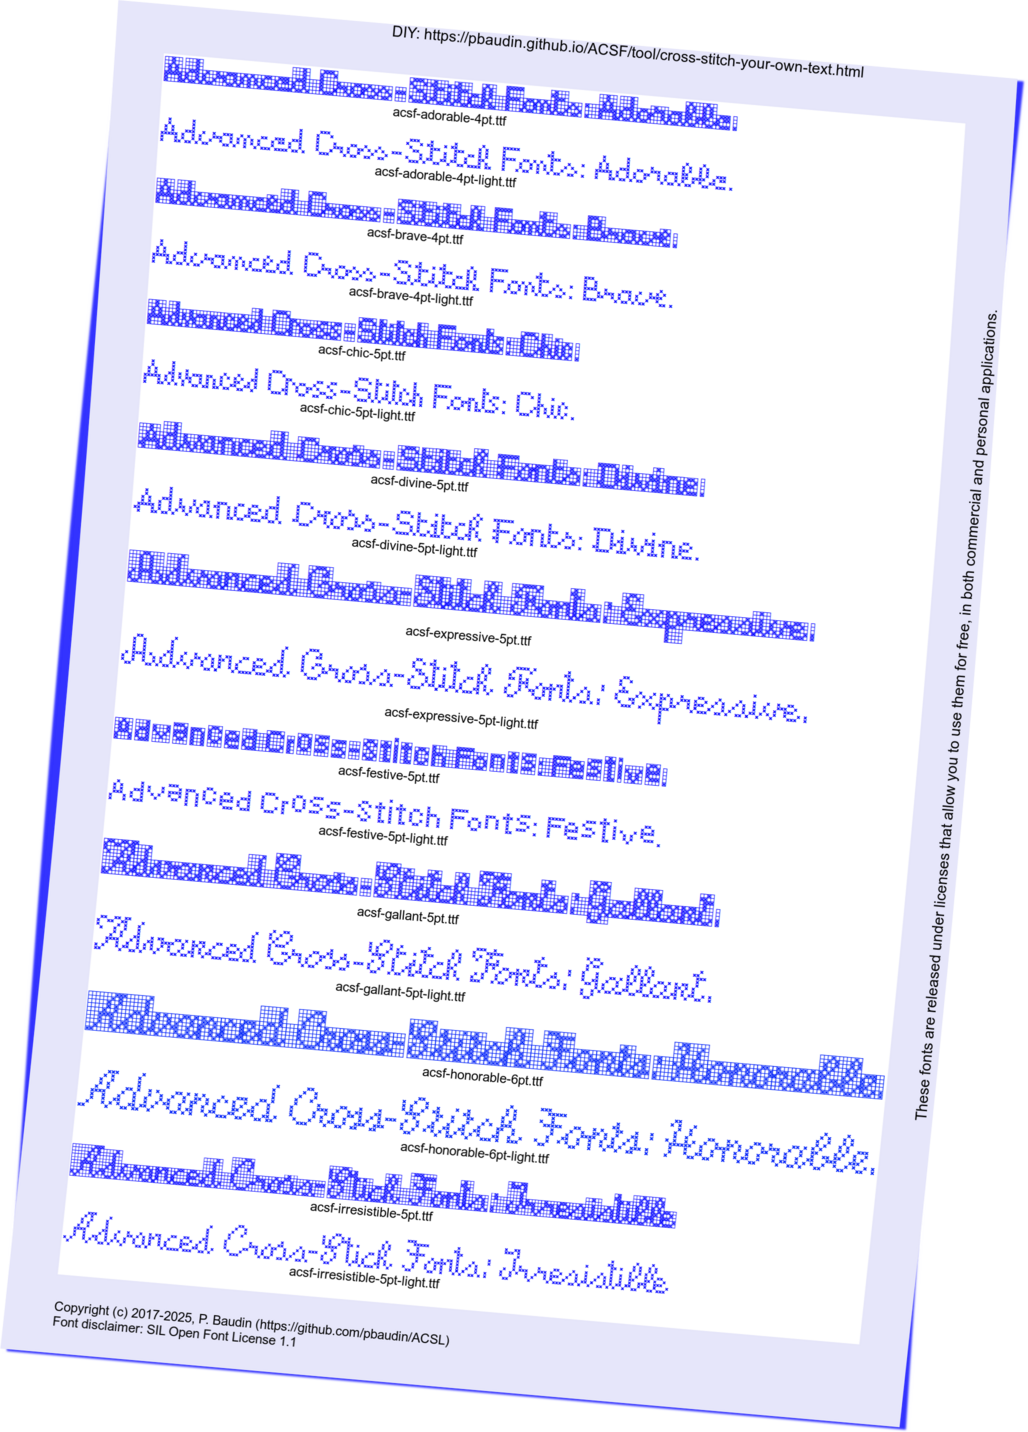 DIY: https://pbaudin.github.io/ACSF/tool/cross-stitch-your-own-text.html
Advanced Cross-Stitch Fonts: Adorable.
acsf-adorable-4pt.ttf
Advanced Cross-Stitch Fonts: Adorable.
acsf-adorable-4pt-light.ttf
Advanced Cross-Stitch Fonts: Brave.
acsf-brave-4pt.ttf
Advanced Cross-Stitch Fonts: Brave.
acsf-brave-4pt-light.ttf
Advanced Cross-Stitch Fonts: Chic.
acsf-chic-5pt.ttf
Advanced Cross-Stitch Fonts: Chic.
acsf-chic-5pt-light.ttf
Advanced Cross-Stitch Fonts: Divine.
acsf-divine-5pt.ttf
Advanced Cross-Stitch Fonts: Divine.
acsf-divine-5pt-light.ttf
Advanced Cross-Stitch Fonts: Expressive.
acsf-expressive-5pt.ttf
Advanced Cross-Stitch Fonts: Expressive.
acsf-expressive-5pt-light.ttf
Advanced Cross-Stitch Fonts: Festive.
acsf-festive-5pt.ttf
Advanced Cross-Stitch Fonts: Festive.
acsf-festive-5pt-light.ttf
Advanced Cross-Stitch Fonts: Gallant.
acsf-gallant-5pt.ttf
Advanced Cross-Stitch Fonts: Gallant.
acsf-gallant-5pt-light.ttf
Advanced Cross-Stitch Fonts: Honorable
acsf-honorable-6pt.ttf
Advanced Cross-Stitch Fonts: Honorable.
acsf-honorable-6pt-light.ttf
Advanced Cross-Stich Fonts: Irresistible
acsf-irresistible-5pt.ttf
Advanced Cross-Stich Fonts: Irresistible.
acsf-irresistible-5pt-light.ttf
These fonts are released under licenses that allow you to use them for free, in both commercial and personal applications.
Copyright (c) 2017-2025, P. Baudin (https://github.com/pbaudin/ACSL)
Font disclaimer: SIL Open Font License 1.1